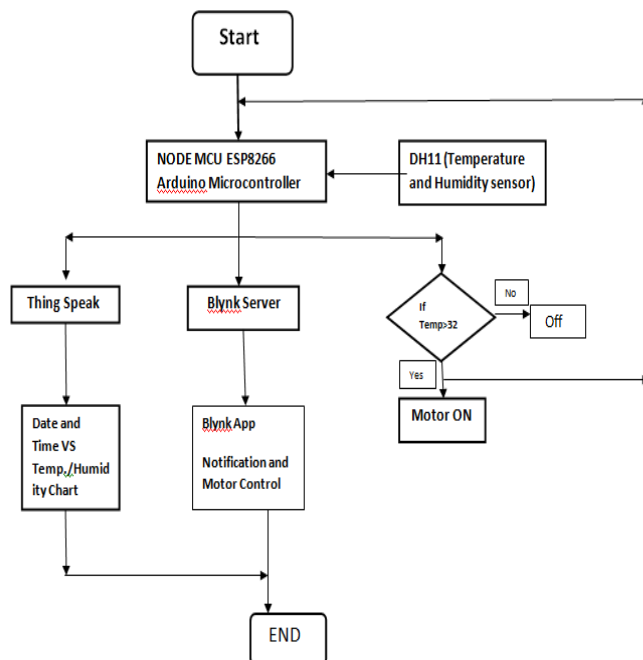 Start
NODE MCU ESP8266
Arduino Microcontroller
DH11 (Temperature
and Humidity sensor)
Thing Speak
Blynk Server
If
Temp>32
No
Off
Yes
Motor ON
Date and
Time VS
Temp,/Humid
ity Chart
Blynk App
Notification and
Motor Control
END